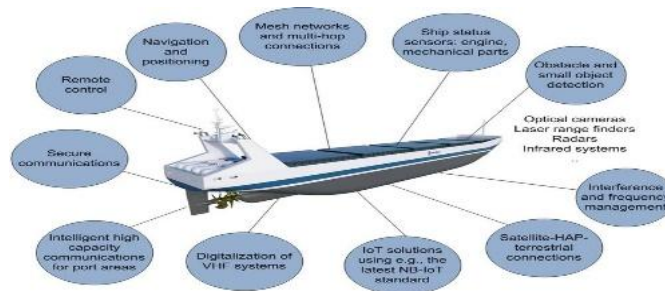 Mesh networks
and multi-hop
connections
Navigation
and
positioning
Ship status
sensors: engine,
mechanical parts
Remote
control
Obstacle and
small object
detection
Optical cameras
Laser range finders
Radars
Infrared systems
..
Secure
communications
Interference
and frequency
management
Intelligent high
capacity
communications
for port areas
Digitalization of
VHF systems
IoT solutions
using e.g., the
latest NB-IoT
standard
Satellite-HAP-
terrestrial
connections